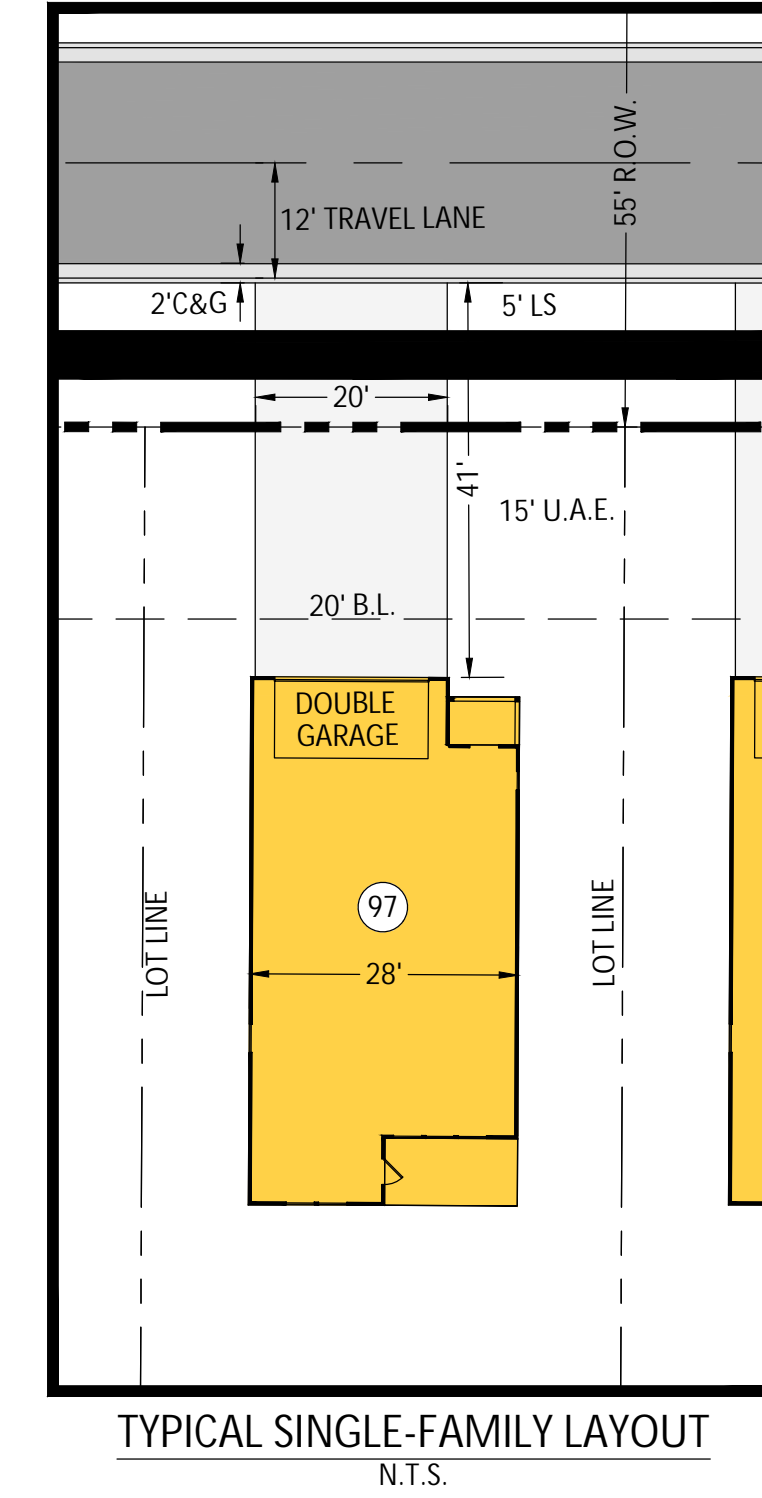 55' R.O.W.
12' TRAVEL LANE
2'C&G
5' LS
20'
41'
15' U.A.E.
20' B.L.
DOUBLE
GARAGE
97
LOT LINE
LOT LINE
28'
TYPICAL SINGLE-FAMILY LAYOUT
N.T.S.